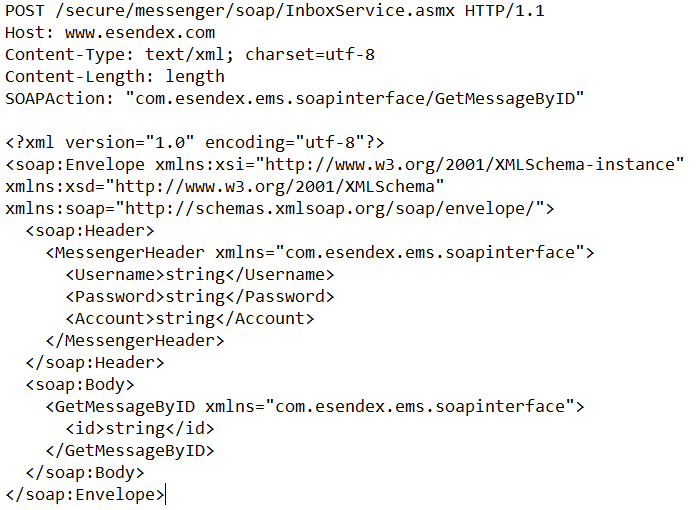 POST /secure/messenger/soap/InboxService.asmx HTTP/1.1
Host: www.esendex.com
Content-Type: text/xml; charset=utf-8
Content-Length: length
SOAPAction: "com.esendex.ems.soapinterface/GetMessageByID"

<?xml version="1.0" encoding="utf-8"?>
<soap:Envelope xmlns:xsi="http://www.w3.org/2001/XMLSchema-instance"
xmlns:xsd="http://www.w3.org/2001/XMLSchema"
xmlns:soap="http://schemas.xmlsoap.org/soap/envelope/">
  <soap:Header>
    <MessengerHeader xmlns="com.esendex.ems.soapinterface">
      <Username>string</Username>
      <Password>string</Password>
      <Account>string</Account>
    </MessengerHeader>
  </soap:Header>
  <soap:Body>
    <GetMessageByID xmlns="com.esendex.ems.soapinterface">
      <id>string</id>
    </GetMessageByID>
  </soap:Body>
</soap:Envelope>